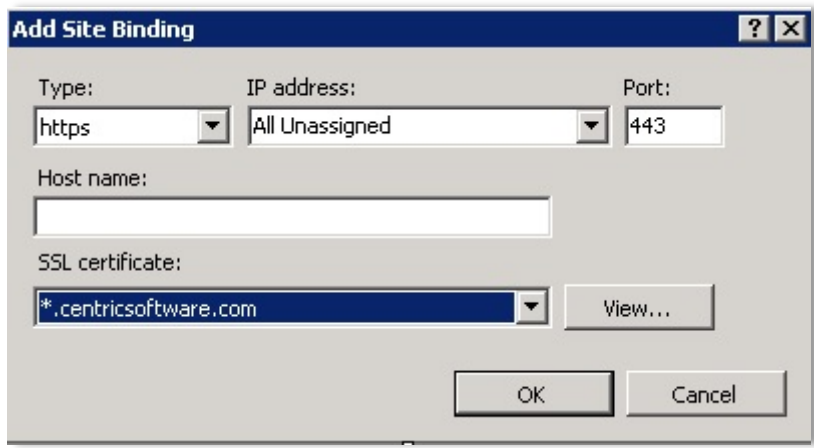 Add Site Binding
Type: IP address: Port:
https All Unassigned 443
Host name:
SSL certificate:
*.centricsoftware.com View...
OK Cancel